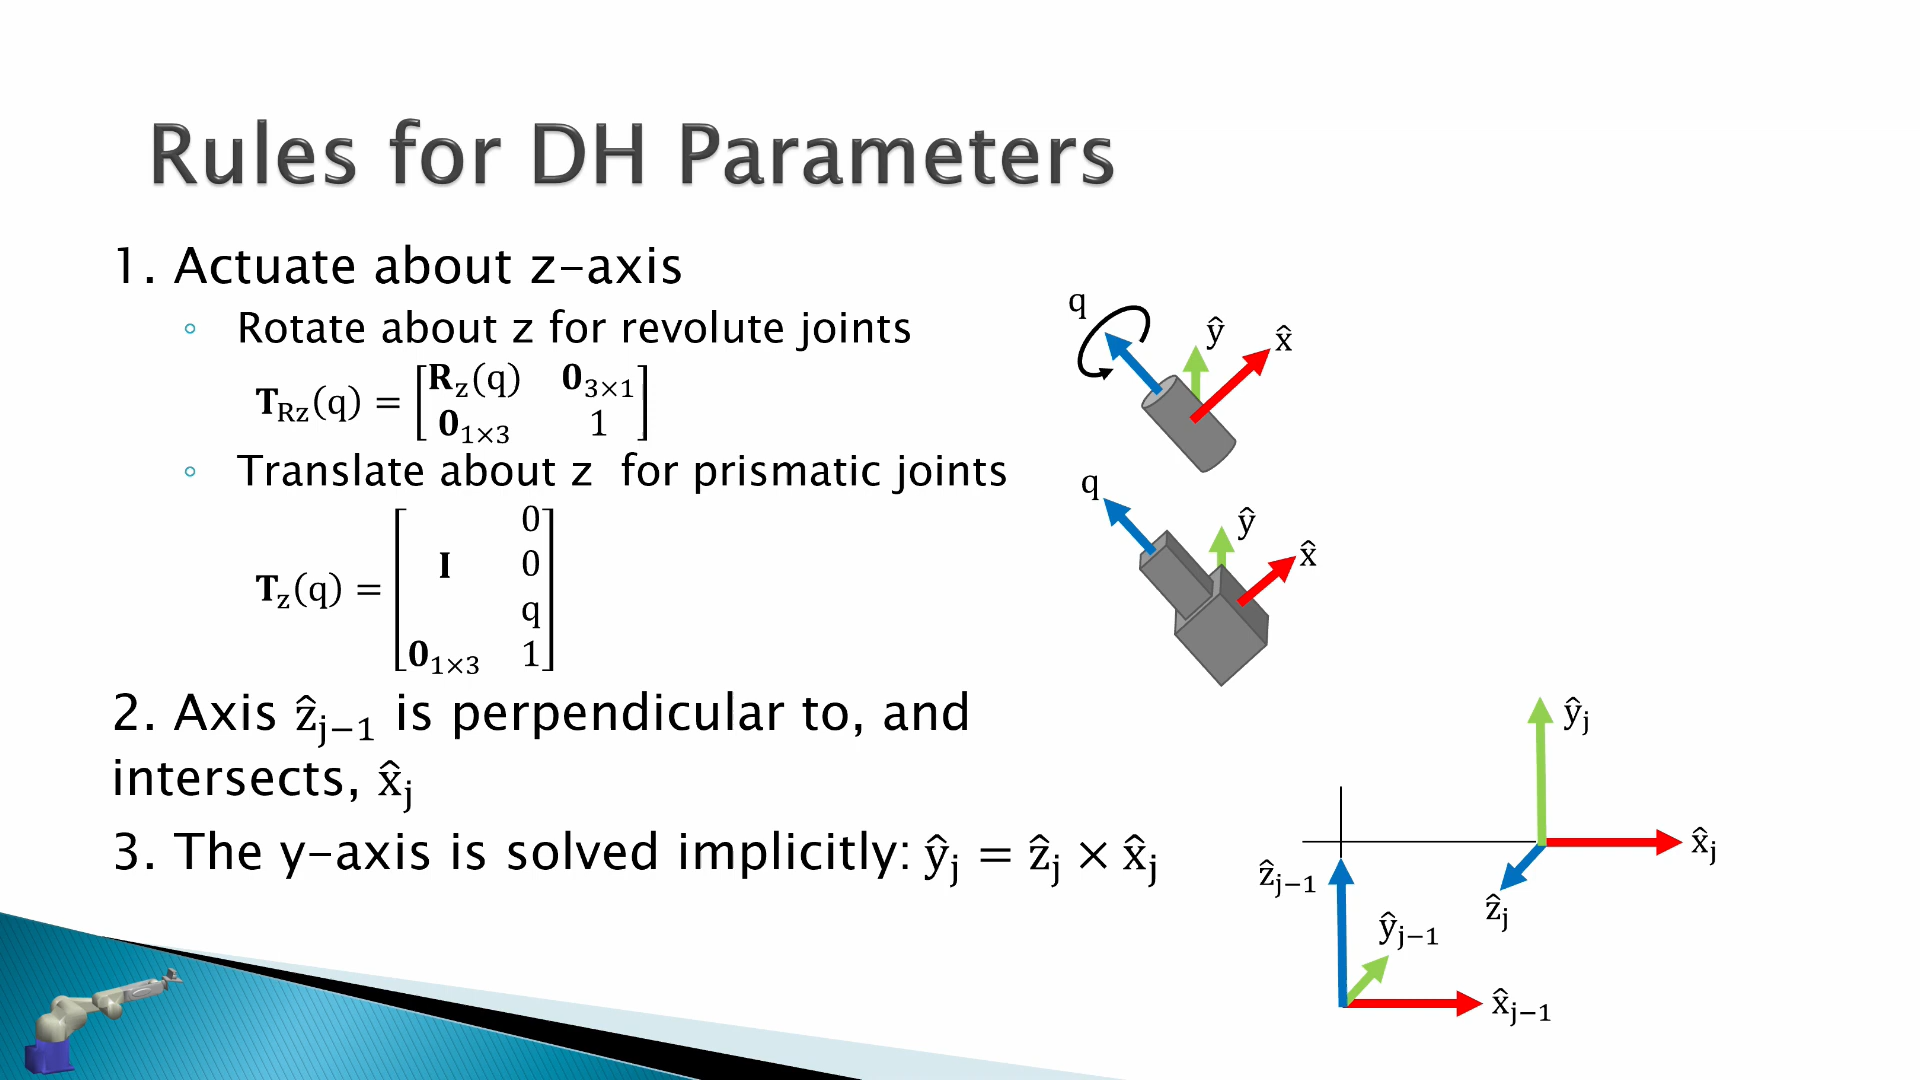 Rules for DH Parameters
1. Actuate about z-axis
◦ Rotate about z for revolute joints
T_Rz(q) = [R_z(q) 0_3×1
0_1×3 1]
◦ Translate about z for prismatic joints
T_z(q) = [I 0
0
q
0_1×3 1]
2. Axis ẑ_j−1 is perpendicular to, and
intersects, x̂_j
3. The y-axis is solved implicitly: ŷ_j = ẑ_j × x̂_j
q
ŷ
x̂
q
ŷ
x̂
ŷ_j
x̂_j
ẑ_j−1
ẑ_j
ŷ_j−1
x̂_j−1